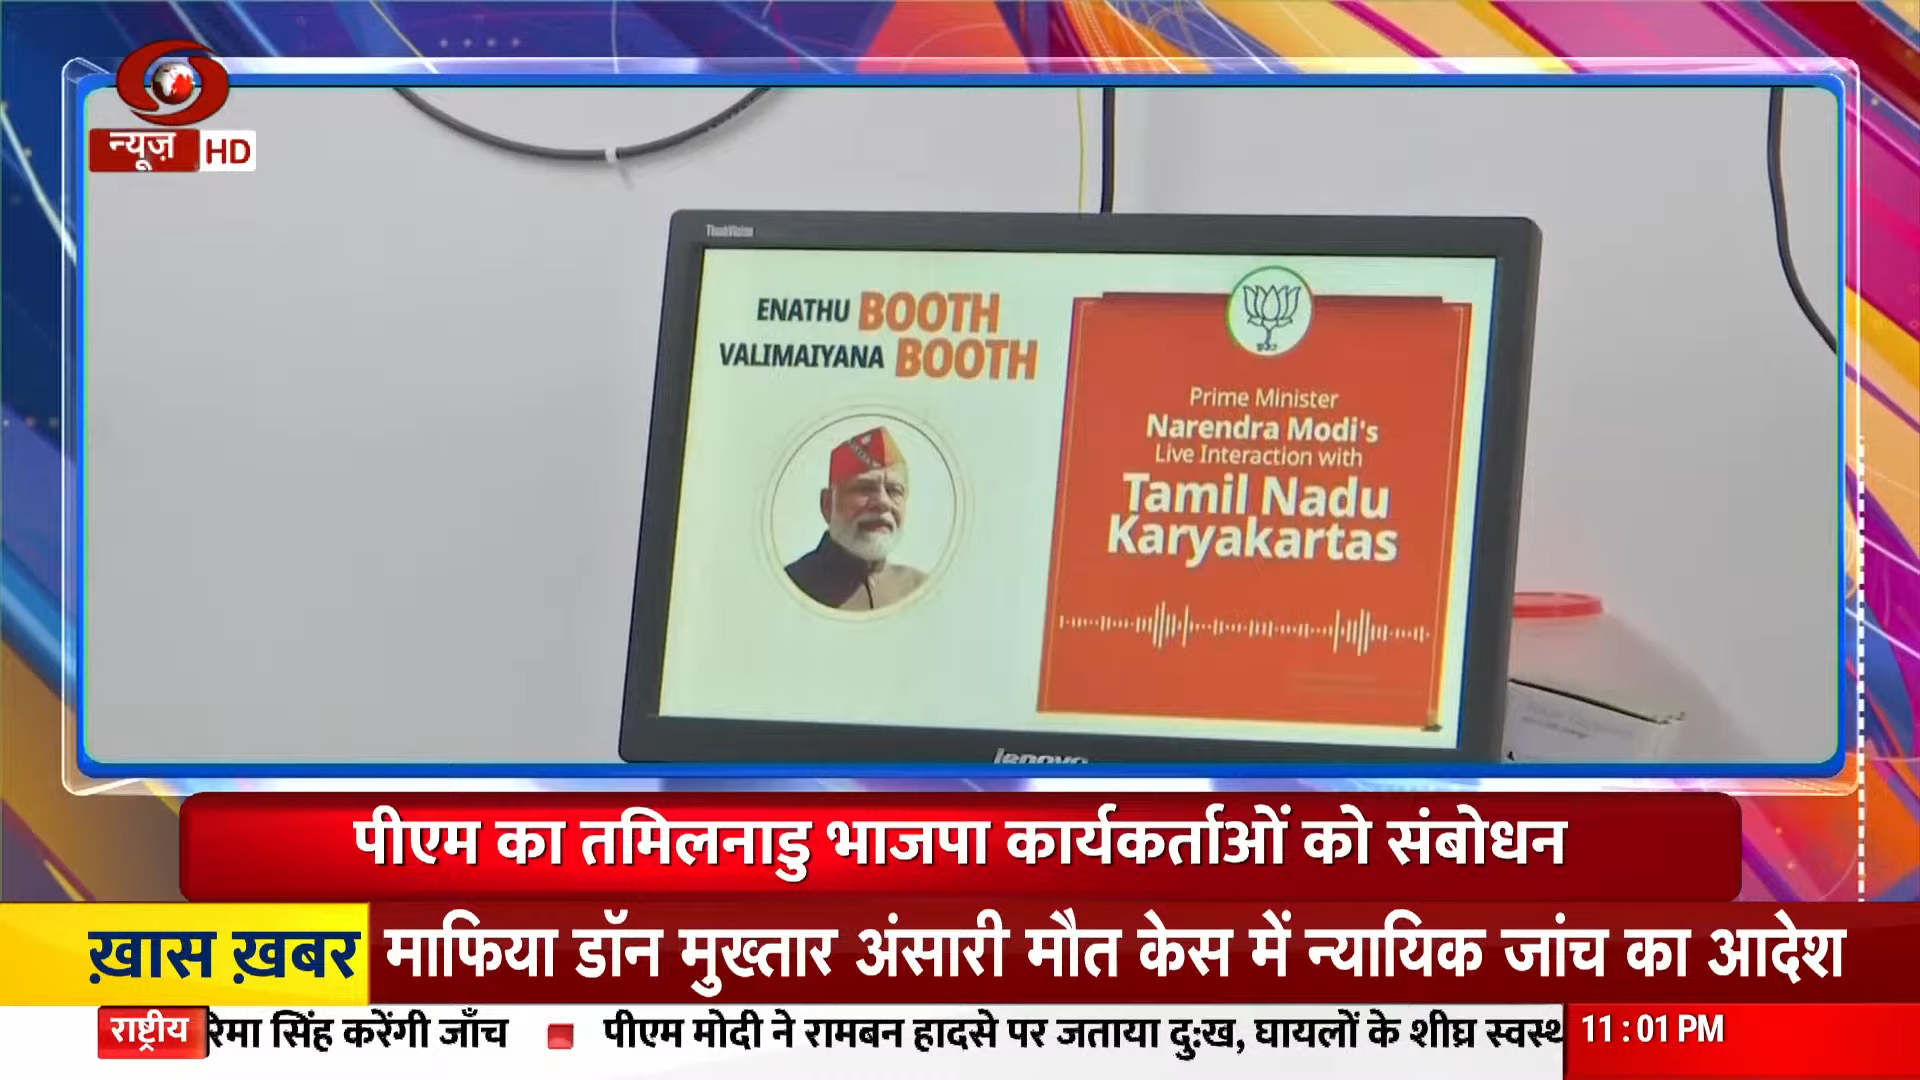 न्यूज़ HD
ThinkVision
ENATHU BOOTH
VALIMAIYANA BOOTH
Prime Minister
Narendra Modi's
Live Interaction with
Tamil Nadu
Karyakartas
lenovo
पीएम का तमिलनाडु भाजपा कार्यकर्ताओं को संबोधन
ख़ास ख़बर माफिया डॉन मुख्तार अंसारी मौत केस में न्यायिक जांच का आदेश
राष्ट्रीय रिमा सिंह करेंगी जाँच पीएम मोदी ने रामबन हादसे पर जताया दुःख, घायलों के शीघ्र स्वस्थ 11:01 PM